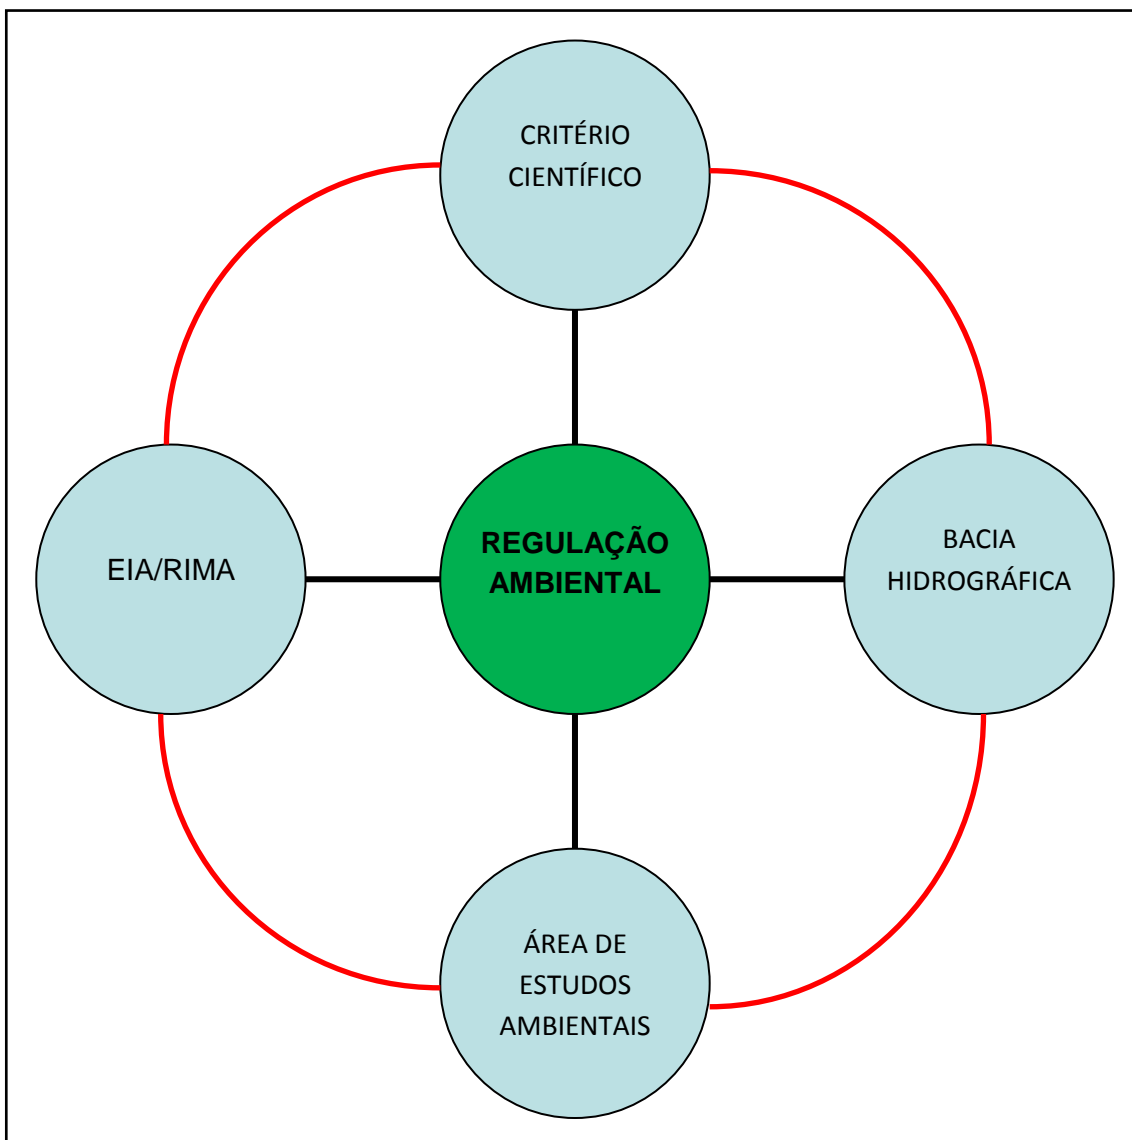 CRITÉRIO
CIENTÍFICO
EIA/RIMA
REGULAÇÃO
AMBIENTAL
BACIA
HIDROGRÁFICA
ÁREA DE
ESTUDOS
AMBIENTAIS